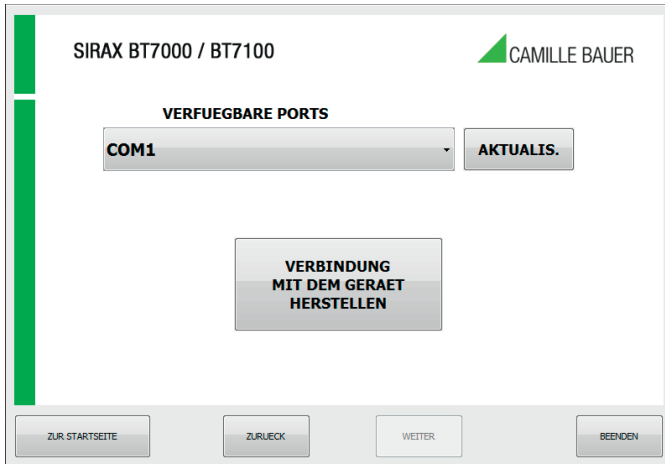 SIRAX BT7000 / BT7100
CAMILLE BAUER
VERFUEGBARE PORTS
COM1
AKTUALIS.
VERBINDUNG
MIT DEM GERAET
HERSTELLEN
ZUR STARTSEITE
ZURUECK
WEITER
BEENDEN